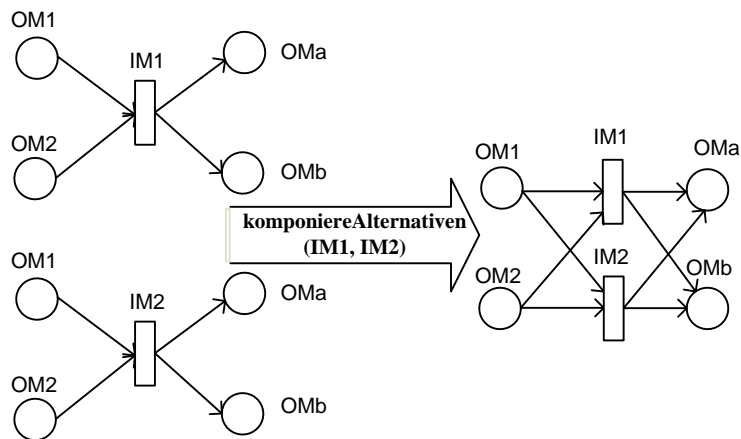 OM1
IM1
OMa
OM2
OMb
komponiereAlternativen
(IM1, IM2)
OM1
IM2
OMa
OM2
OMb
IM1
OM1
OMa
IM2
OM2
OMb